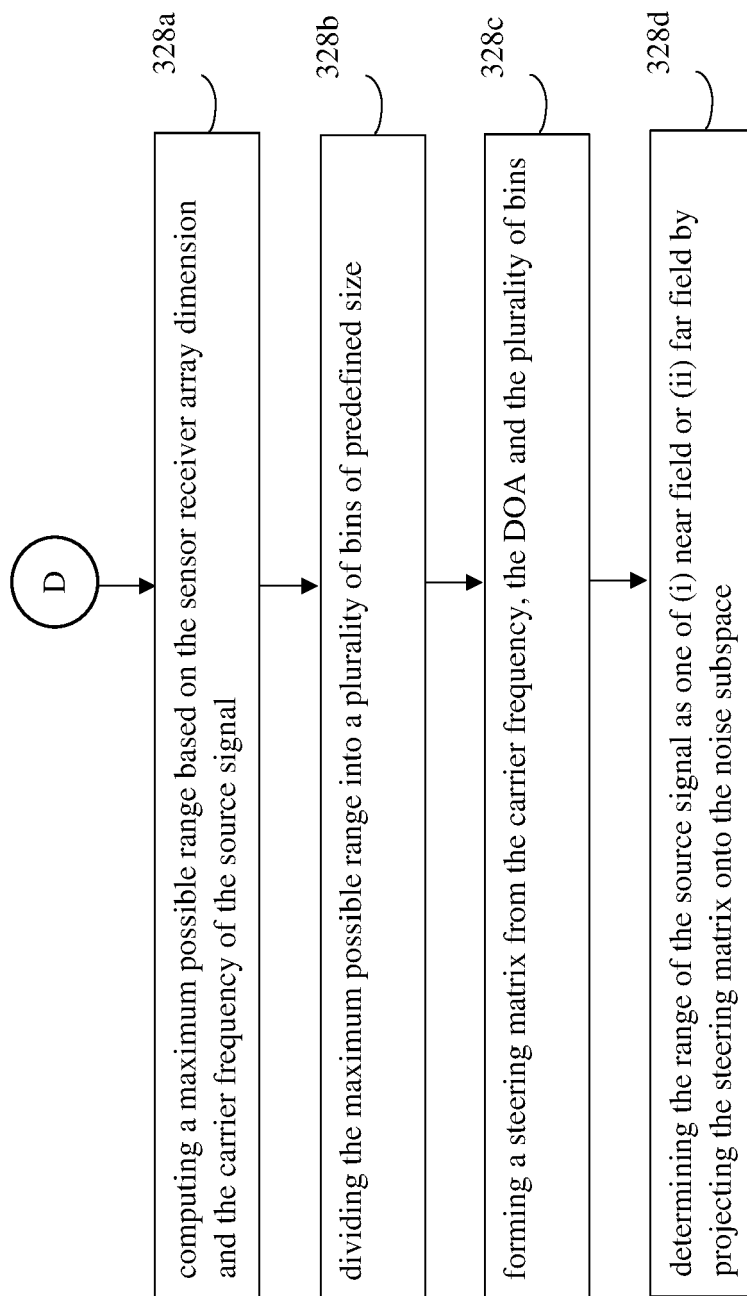 D
328a
computing a maximum possible range based on the sensor receiver array dimension
and the carrier frequency of the source signal
328b
dividing the maximum possible range into a plurality of bins of predefined size
328c
forming a steering matrix from the carrier frequency, the DOA and the plurality of bins
328d
determining the range of the source signal as one of (i) near field or (ii) far field by
projecting the steering matrix onto the noise subspace